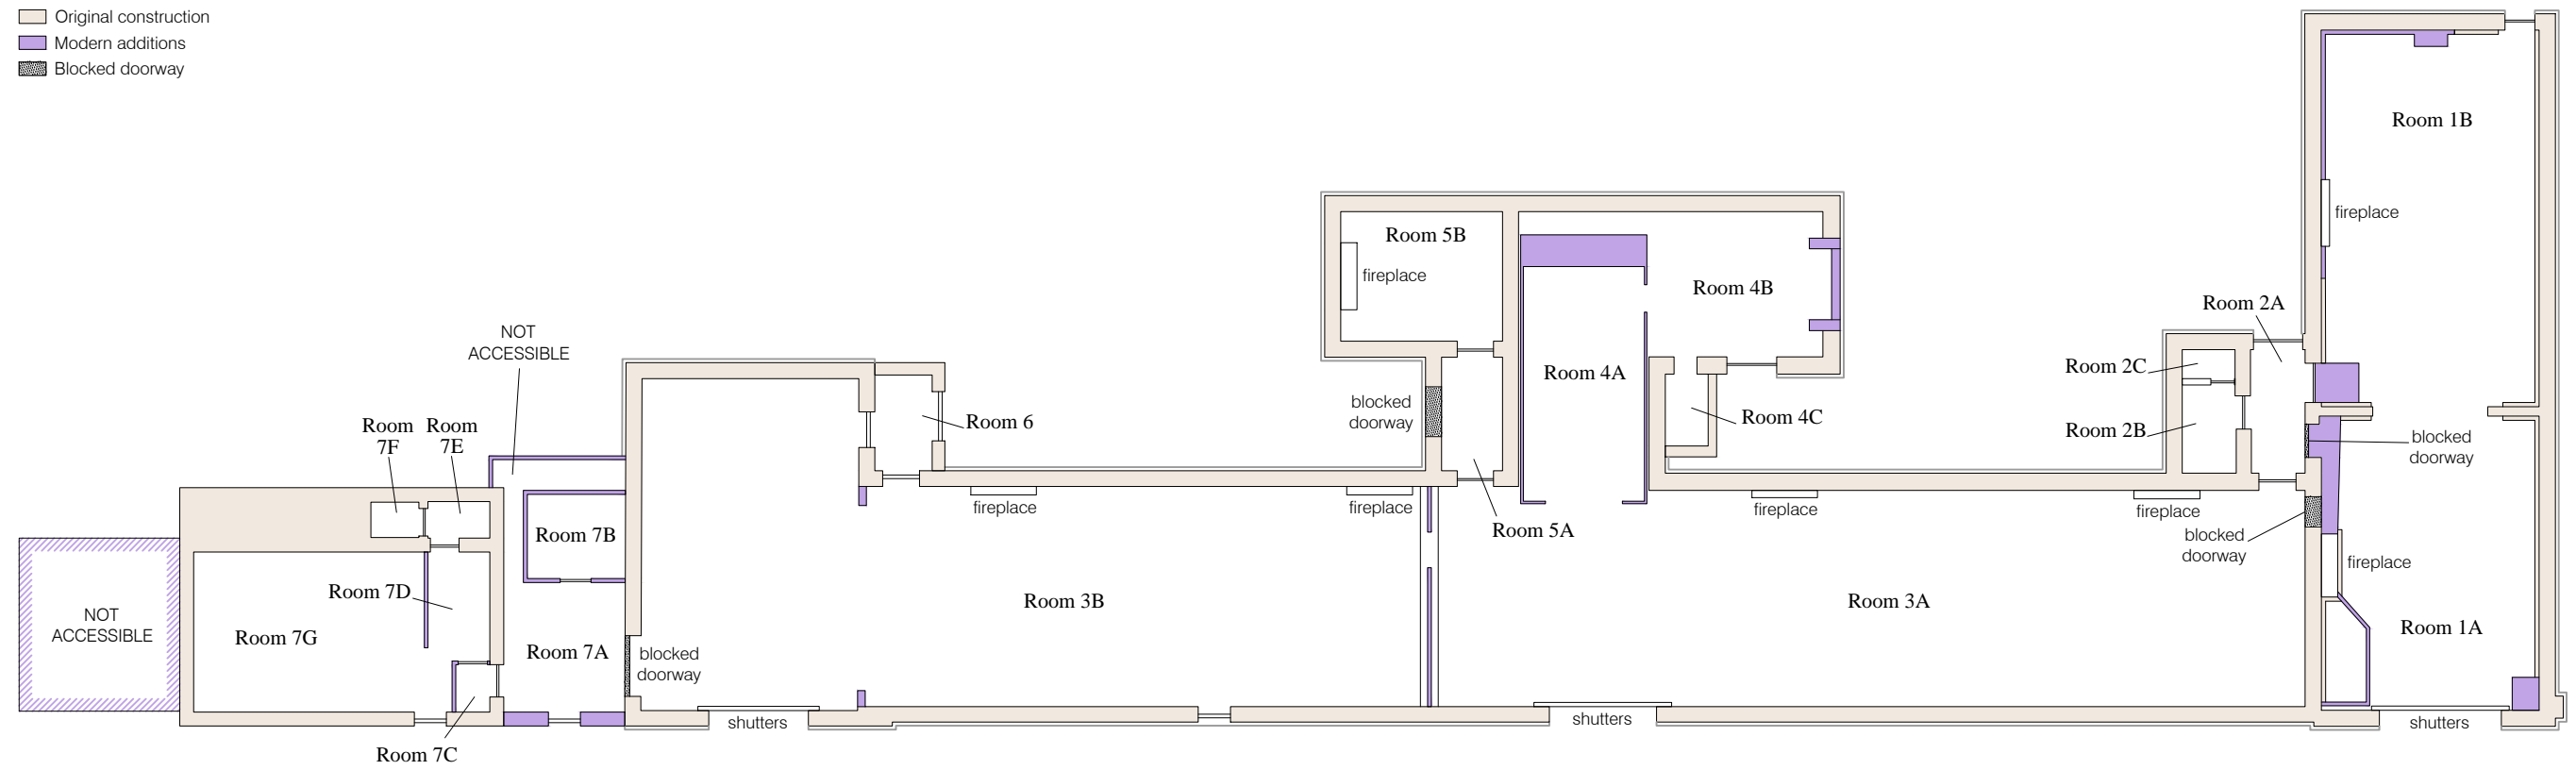 Original construction
Modern additions
Blocked doorway
Room 1B
fireplace
Room 5B
fireplace
Room 4B
Room 2A
NOT
ACCESSIBLE
Room 2C
Room 4A
blocked
doorway
Room 4C
Room 6
Room
7F
Room
7E
Room 2B
blocked
doorway
fireplace
fireplace
fireplace
fireplace
Room 5A
Room 7B
blocked
doorway
fireplace
Room 7D
Room 3B
Room 3A
NOT
ACCESSIBLE
Room 7G
Room 7A
blocked
doorway
Room 1A
shutters
shutters
shutters
Room 7C